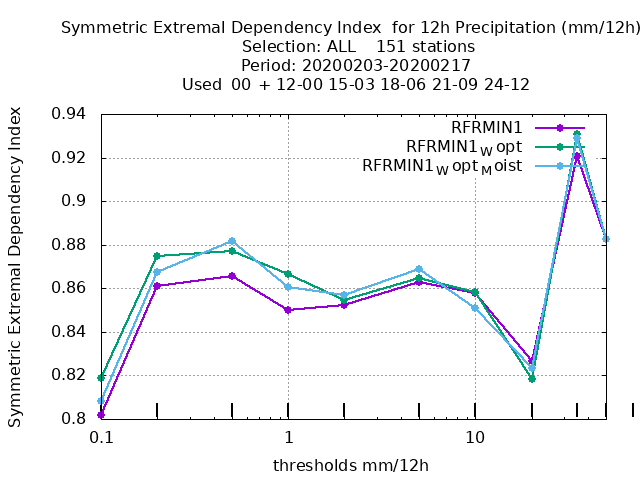 Symmetric Extremal Dependency Index  for 12h Precipitation (mm/12h)
Selection: ALL    151 stations
Period: 20200203-20200217
Used  00 + 12-00 15-03 18-06 21-09 24-12
Symmetric Extremal Dependency Index
0.94
0.92
0.9
0.88
0.86
0.84
0.82
0.8
RFRMIN1
RFRMIN1Wopt
RFRMIN1WoptMoist
0.1
1
10
thresholds mm/12h